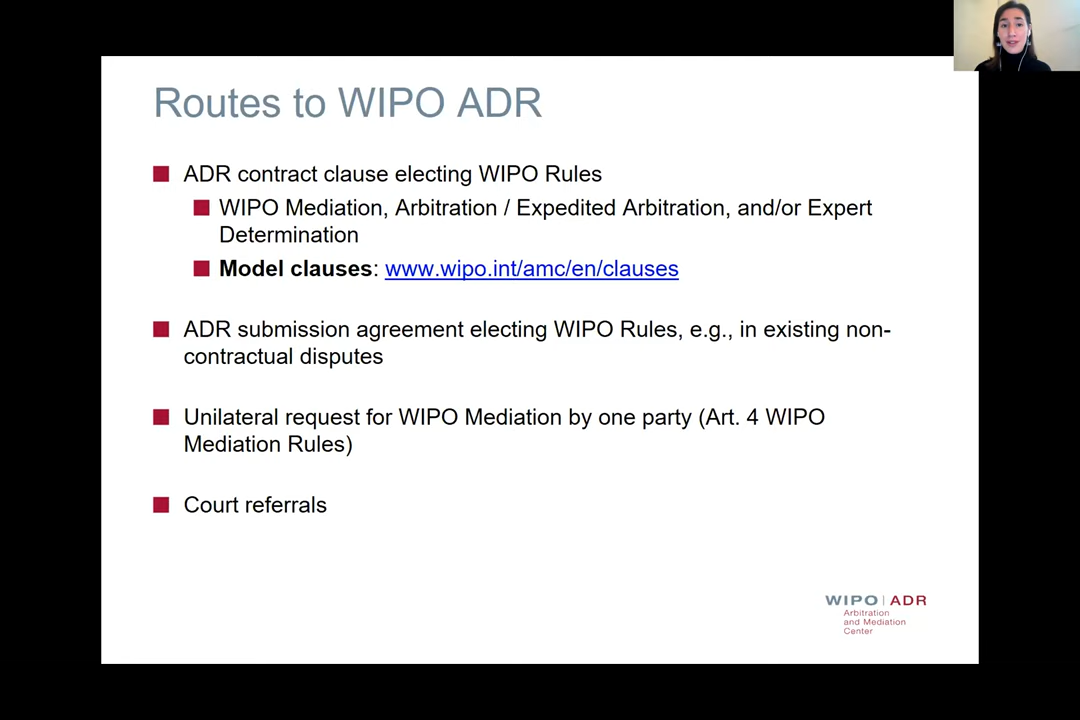 Routes to WIPO ADR
ADR contract clause electing WIPO Rules
WIPO Mediation, Arbitration / Expedited Arbitration, and/or Expert
Determination
Model clauses: www.wipo.int/amc/en/clauses
ADR submission agreement electing WIPO Rules, e.g., in existing non-
contractual disputes
Unilateral request for WIPO Mediation by one party (Art. 4 WIPO
Mediation Rules)
Court referrals
WIPO | ADR
Arbitration
and Mediation
Center